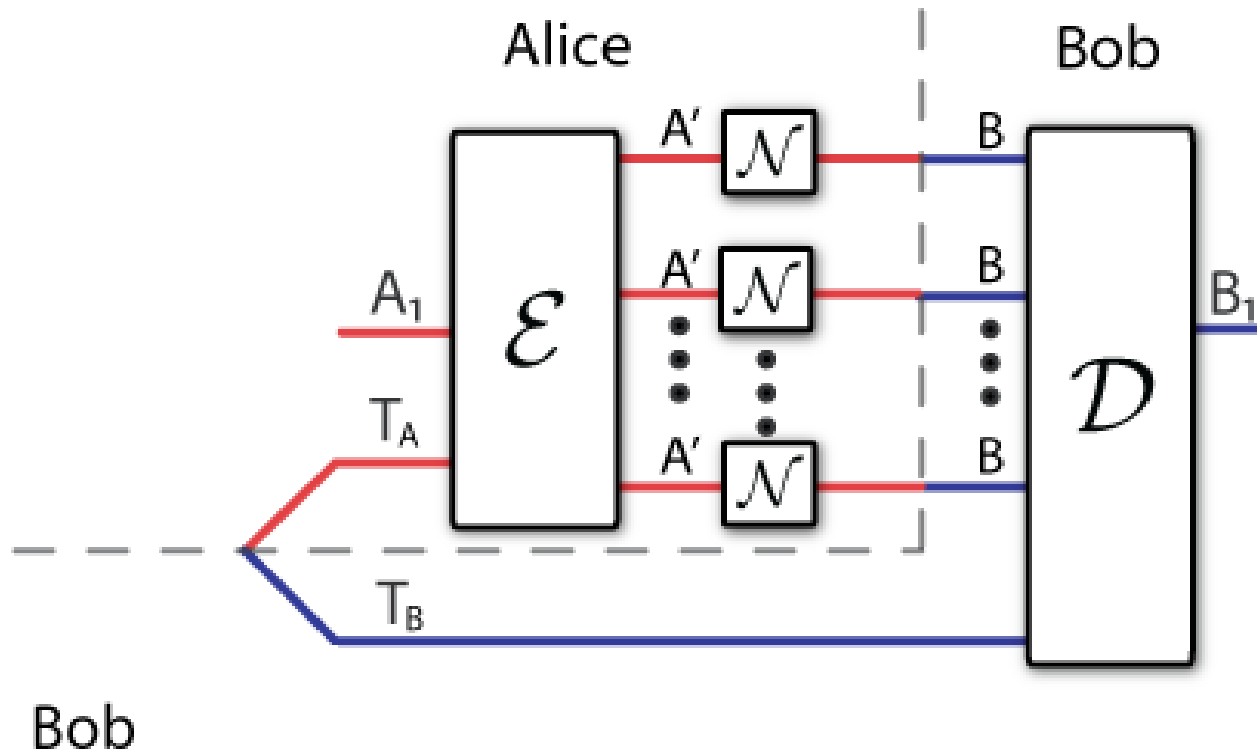 Alice Bob
A' 𝒩 B
A' 𝒩 B
A₁ ℰ B₁
𝒟
T_A
A' 𝒩 B
T_B
Bob